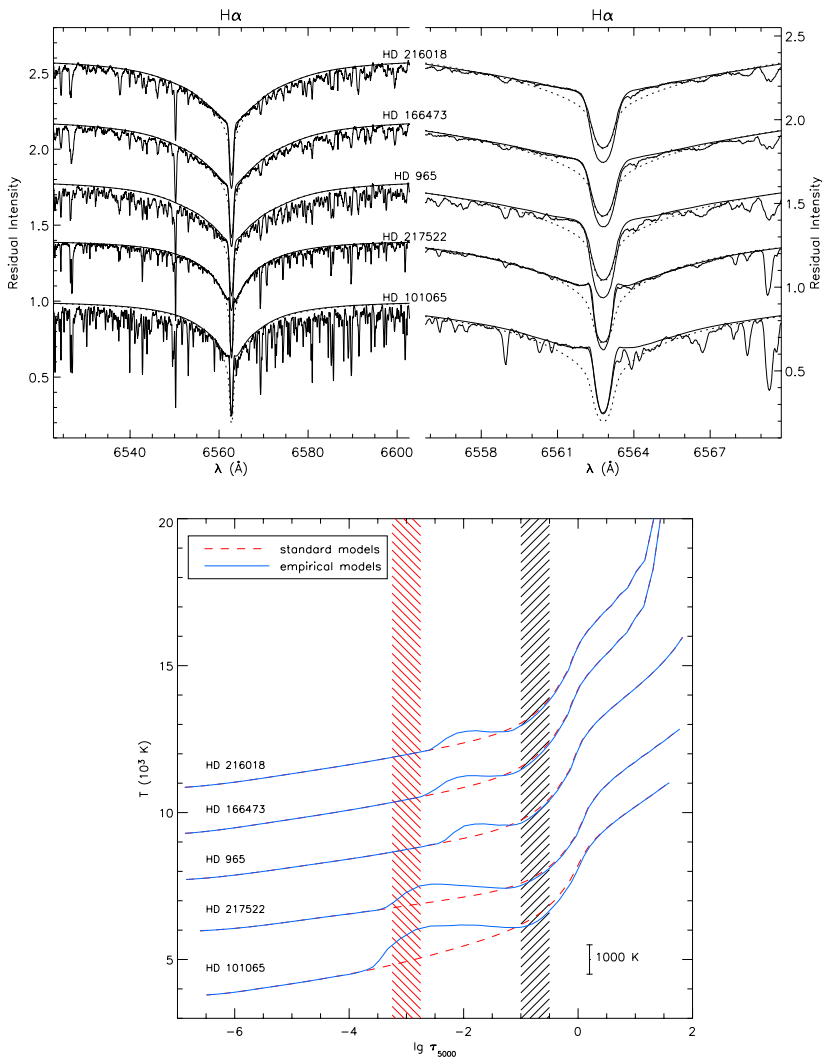 Hα
Hα
Residual Intensity
2.5
2.0
1.5
1.0
0.5
HD 216018
HD 166473
HD 965
HD 217522
HD 101065
6540
6560
6580
6600
λ (Å)
6558
6561
6564
6567
λ (Å)
2.5
2.0
1.5
1.0
0.5
Residual Intensity
20
15
10
5
T (10³ K)
standard models
empirical models
HD 216018
HD 166473
HD 965
HD 217522
HD 101065
1000 K
−6
−4
−2
0
2
lg τ₅₀₀₀